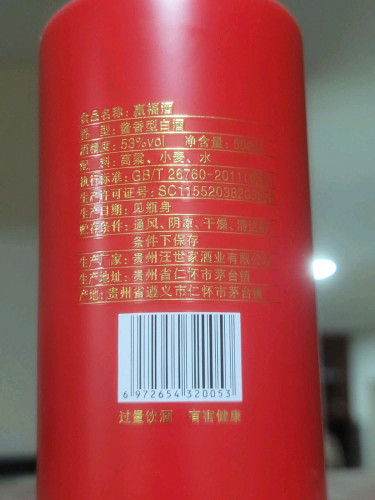 食品名称：赢福酒
香 型：酱香型白酒
酒精度：53%vol 净含量：
配 料：高粱、小麦、水
执行标准：GB/T 26760-2011
生产许可证号：SC11552038
生产日期：见瓶身
贮存条件：通风、阴凉、干燥、清洁
条件下保存
生产厂家：贵州汪世家酒业有限公司
生产地址：贵州省仁怀市茅台镇
产地：贵州省遵义市仁怀市茅台镇
6 972654 320053
过量饮酒 有害健康